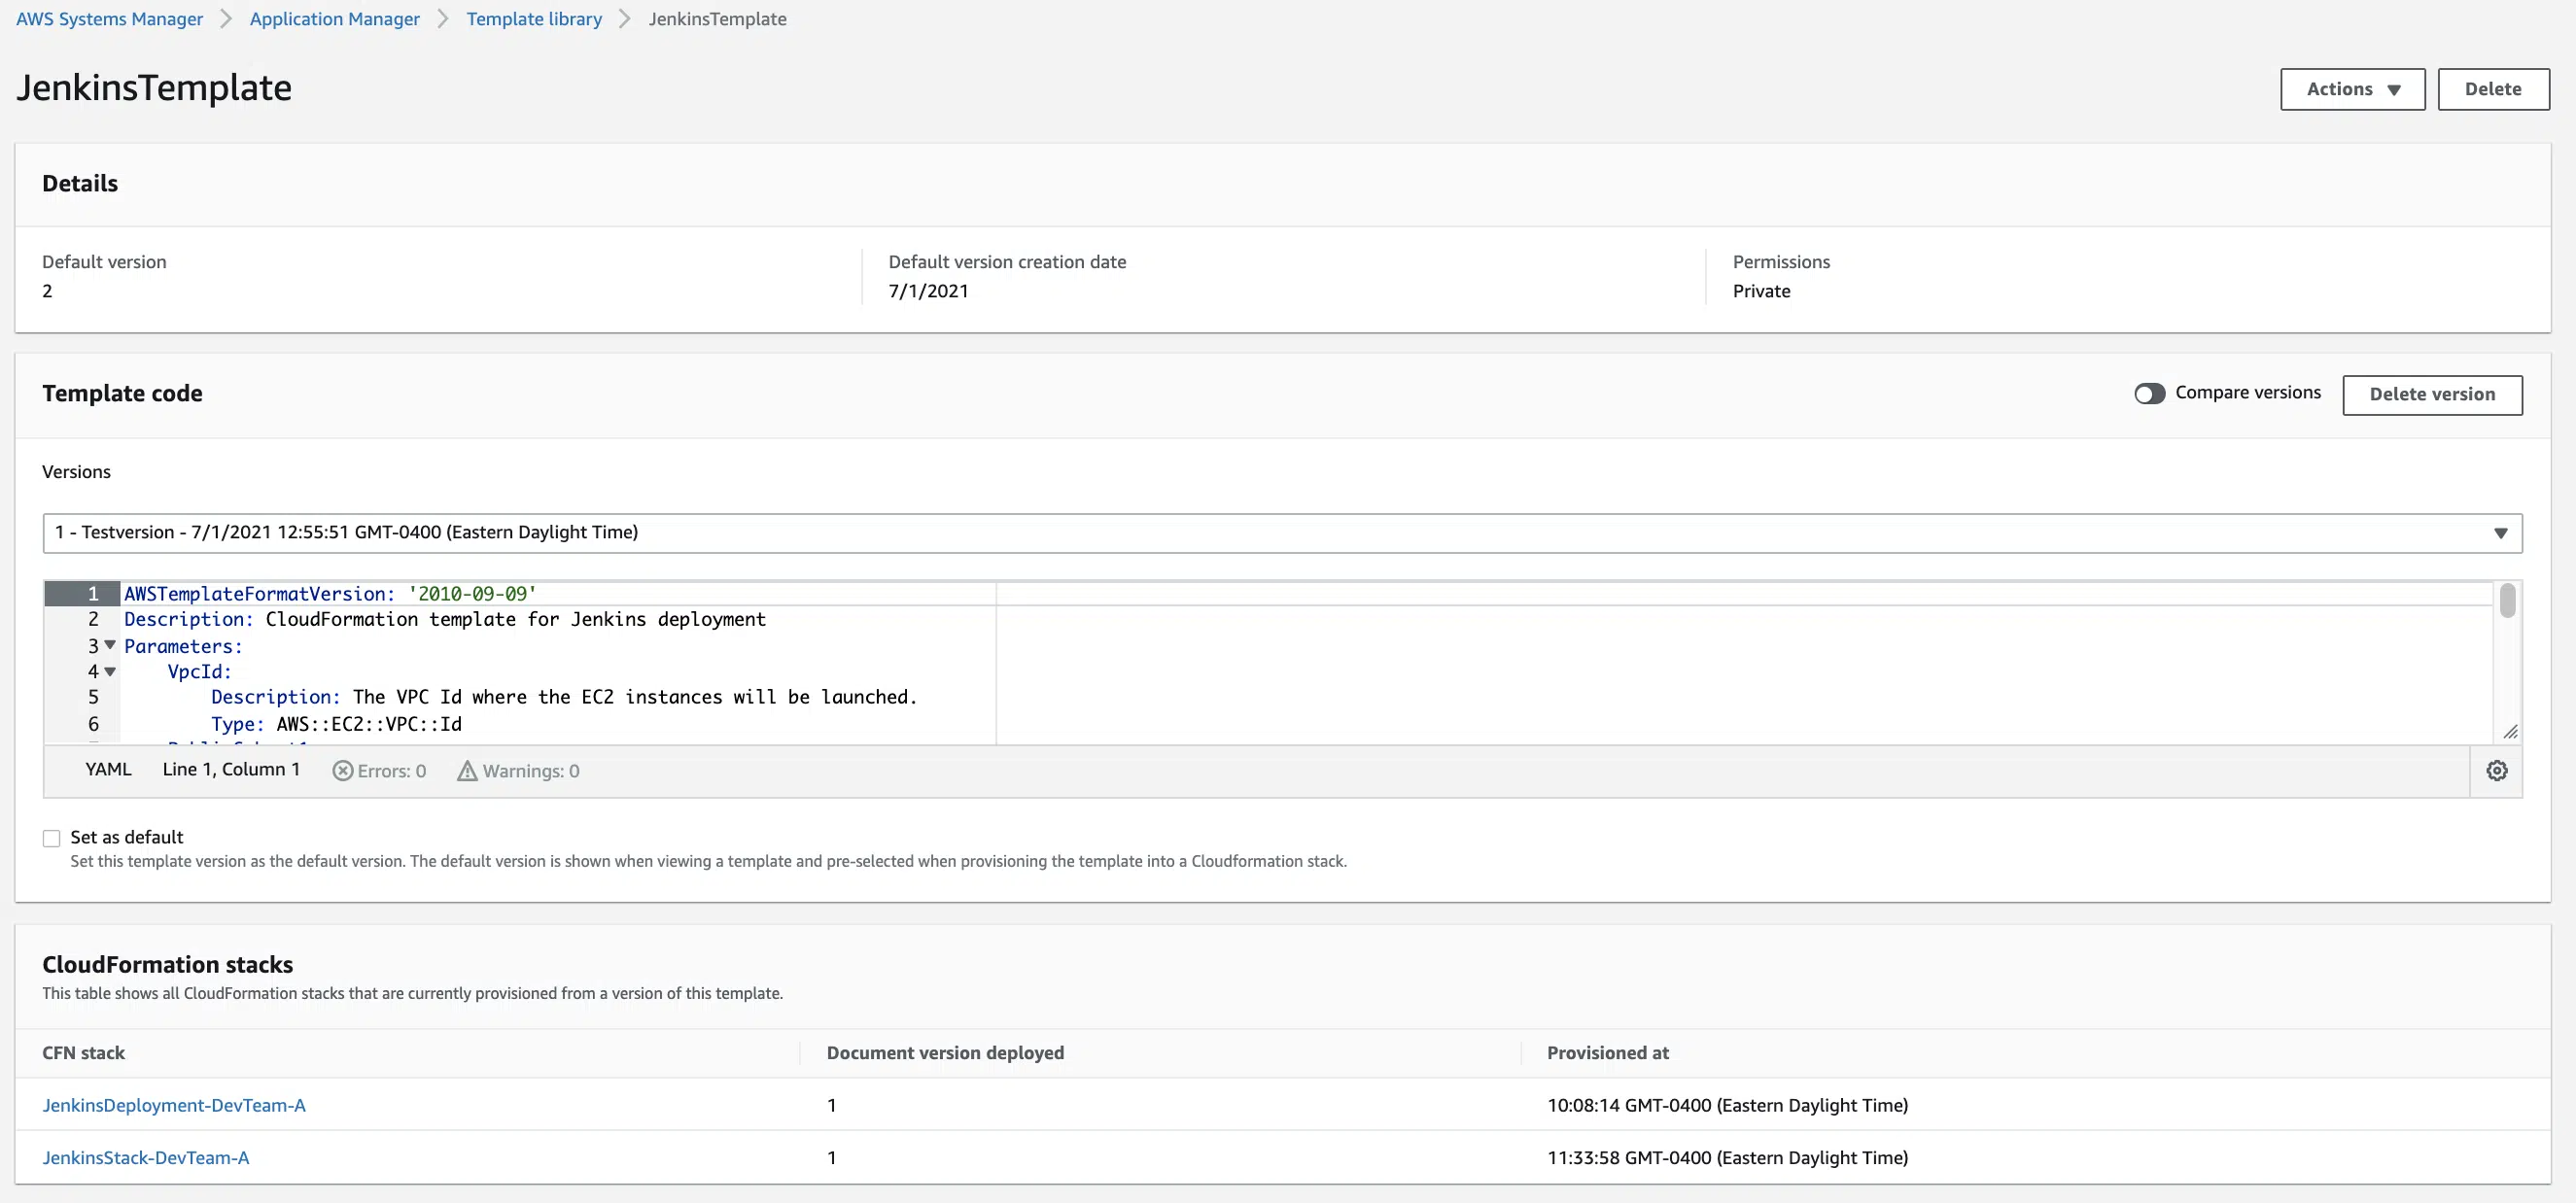 AWS Systems Manager > Application Manager > Template library > JenkinsTemplate
JenkinsTemplate
Actions ▼ Delete
Details
Default version Default version creation date Permissions
2 7/1/2021 Private
Template code
Compare versions Delete version
Versions
1 - Testversion - 7/1/2021 12:55:51 GMT-0400 (Eastern Daylight Time)
1 AWSTemplateFormatVersion: '2010-09-09'
2 Description: CloudFormation template for Jenkins deployment
3 Parameters:
4 VpcId:
5 Description: The VPC Id where the EC2 instances will be launched.
6 Type: AWS::EC2::VPC::Id
YAML Line 1, Column 1 Errors: 0 Warnings: 0
Set as default
Set this template version as the default version. The default version is shown when viewing a template and pre-selected when provisioning the template into a Cloudformation stack.
CloudFormation stacks
This table shows all CloudFormation stacks that are currently provisioned from a version of this template.
CFN stack Document version deployed Provisioned at
JenkinsDeployment-DevTeam-A 1 10:08:14 GMT-0400 (Eastern Daylight Time)
JenkinsStack-DevTeam-A 1 11:33:58 GMT-0400 (Eastern Daylight Time)